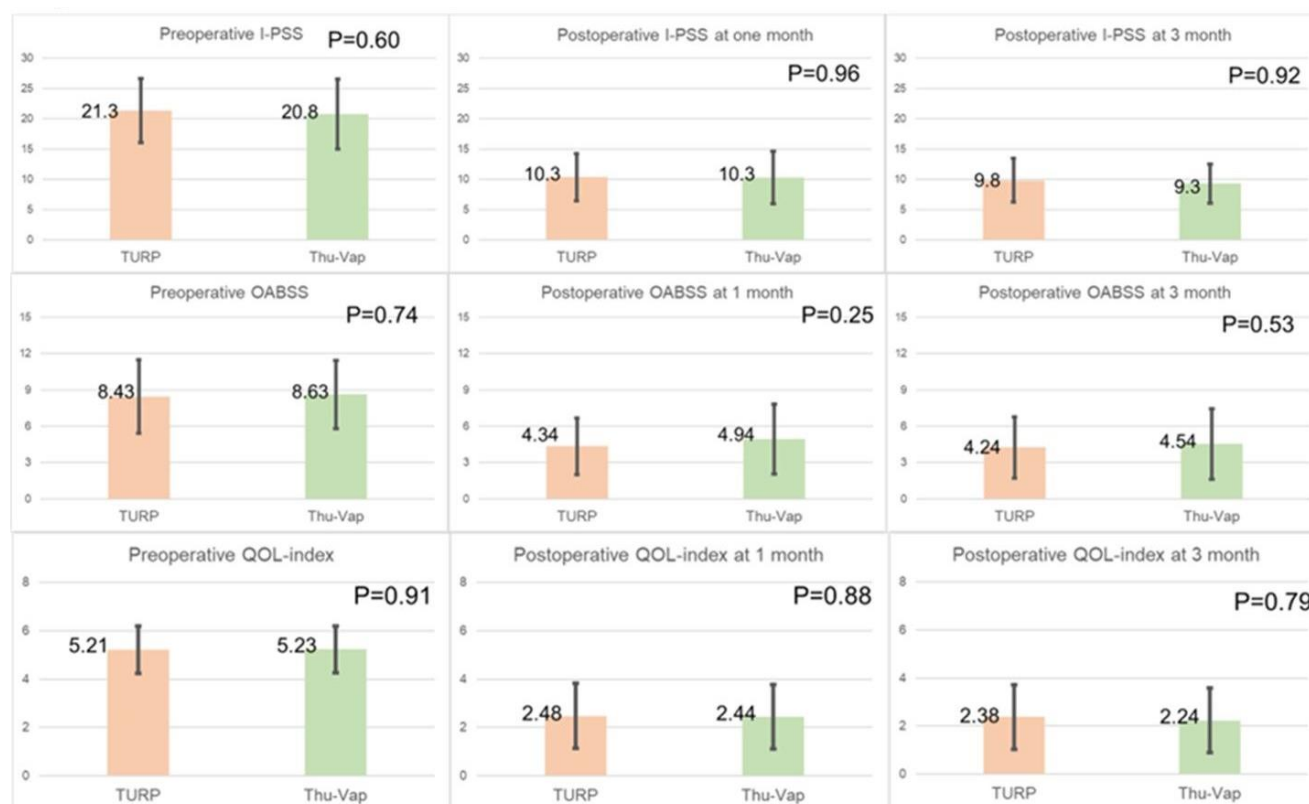 Preoperative I-PSS
P=0.60
30
25
20
15
10
5
0
21.3
20.8
TURP
Thu-Vap
Postoperative I-PSS at one month
P=0.96
30
25
20
15
10
5
0
10.3
10.3
TURP
Thu-Vap
Postoperative I-PSS at 3 month
P=0.92
30
25
20
15
10
5
0
9.8
9.3
TURP
Thu-Vap
Preoperative OABSS
P=0.74
15
12
9
6
3
0
8.43
8.63
TURP
Thu-Vap
Postoperative OABSS at 1 month
P=0.25
15
12
9
6
3
0
4.34
4.94
TURP
Thu-Vap
Postoperative OABSS at 3 month
P=0.53
15
12
9
6
3
0
4.24
4.54
TURP
Thu-Vap
Preoperative QOL-index
P=0.91
8
6
4
2
0
5.21
5.23
TURP
Thu-Vap
Postoperative QOL-index at 1 month
P=0.88
8
6
4
2
0
2.48
2.44
TURP
Thu-Vap
Postoperative QOL-index at 3 month
P=0.79
8
6
4
2
0
2.38
2.24
TURP
Thu-Vap